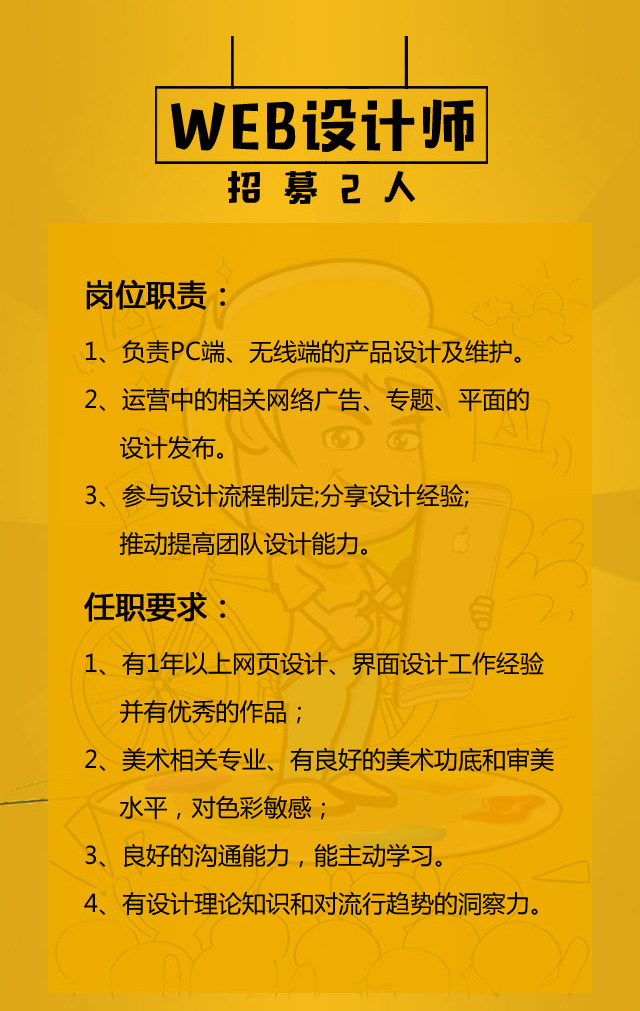 WEB设计师
招募2人
岗位职责：
1、负责PC端、无线端的产品设计及维护。
2、运营中的相关网络广告、专题、平面的
设计发布。
3、参与设计流程制定;分享设计经验;
推动提高团队设计能力。
任职要求：
1、有1年以上网页设计、界面设计工作经验
并有优秀的作品；
2、美术相关专业、有良好的美术功底和审美
水平，对色彩敏感；
3、良好的沟通能力，能主动学习。
4、有设计理论知识和对流行趋势的洞察力。